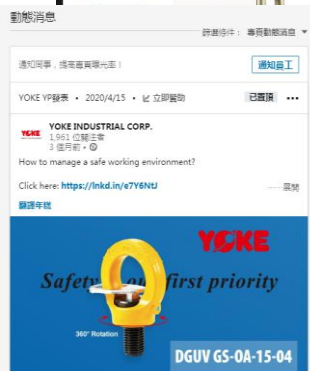 動態消息
篩選條件： 專頁動態消息 ▼
通知同事，提高專頁曝光率！
通知員工
YOKE YP發表 • 2020/4/15 • 立即贊助
已置頂 •••
YOKE
YOKE INDUSTRIAL CORP.
1,961 位關注者
3 個月前 •
How to manage a safe working environment?
Click here: https://lnkd.in/e7Y6NtJ
...... 展開
翻譯年糕
YOKE
Safety our first priority
360° Rotation
DGUV GS-OA-15-04